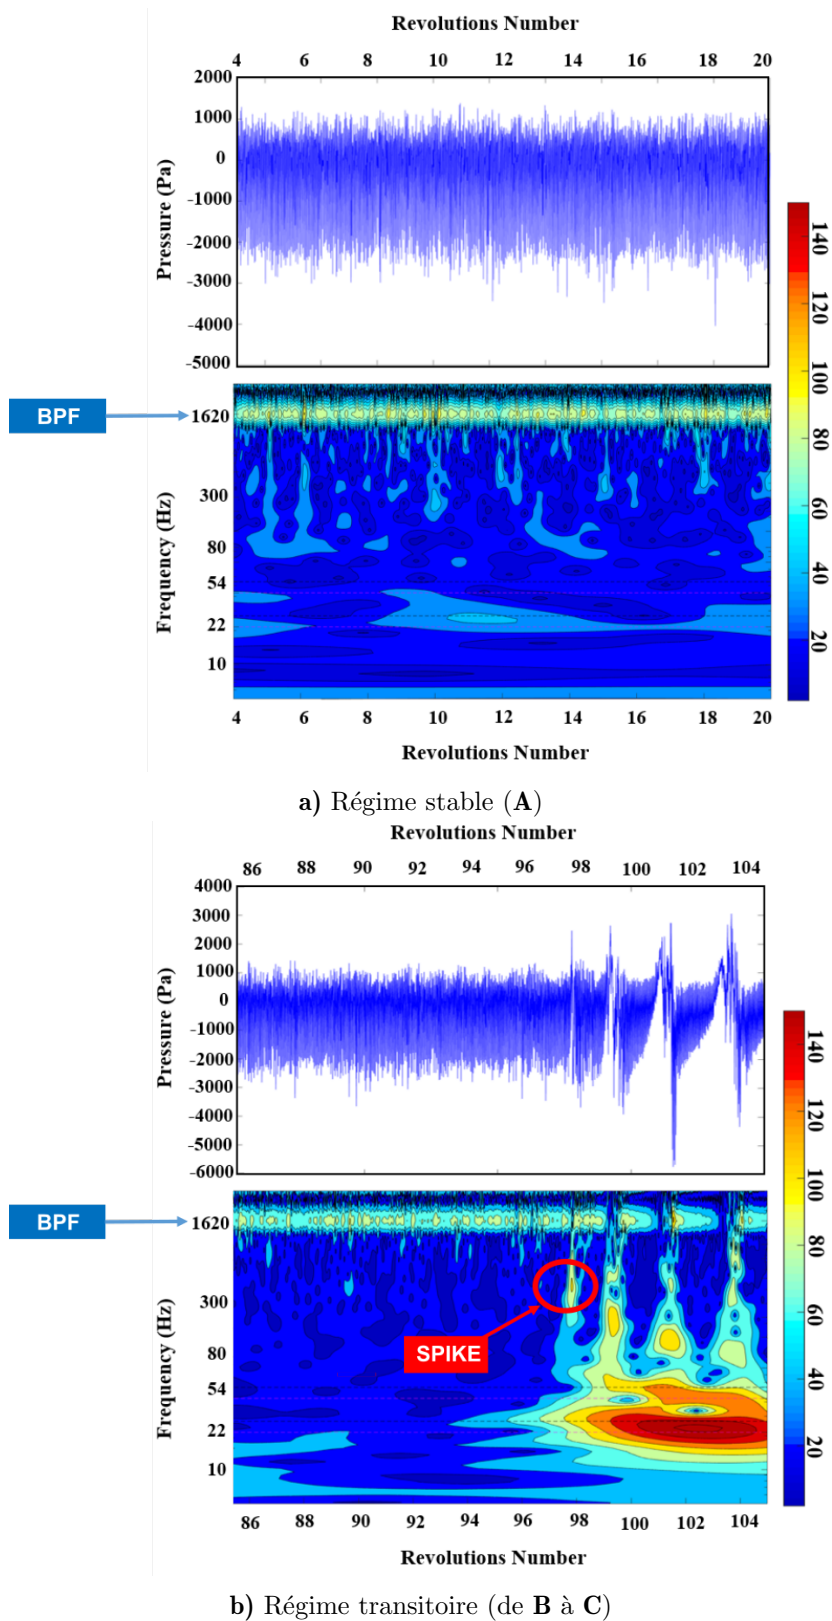 Revolutions Number
4 6 8 10 12 14 16 18 20
2000
1000
0
-1000
-2000
-3000
-4000
-5000
Pressure (Pa)
BPF
1620
300
80
54
22
10
Frequency (Hz)
140
120
100
80
60
40
20
4 6 8 10 12 14 16 18 20
Revolutions Number
a) Régime stable (A)
Revolutions Number
86 88 90 92 94 96 98 100 102 104
4000
3000
2000
1000
0
-1000
-2000
-3000
-4000
-5000
-6000
Pressure (Pa)
BPF
1620
300
80
54
22
10
Frequency (Hz)
SPIKE
140
120
100
80
60
40
20
86 88 90 92 94 96 98 100 102 104
Revolutions Number
b) Régime transitoire (de B à C)